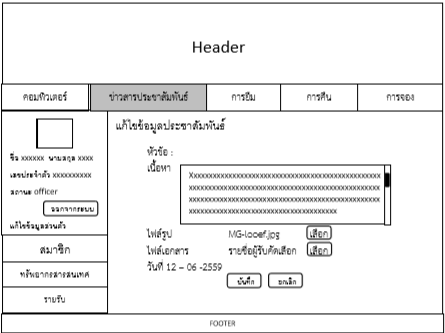 Header
คอมพิวเตอร์ ข่าวสารประชาสัมพันธ์ การยืม การคืน การจอง
ชื่อ xxxxxx นามสกุล xxxx
เลขประจำตัว xxxxxxxxxx
สถานะ officer
ออกจากระบบ
แก้ไขข้อมูลส่วนตัว
สมาชิก
ทรัพยากรสารสนเทศ
รายรับ
แก้ไขข้อมูลประชาสัมพันธ์
หัวข้อ :
เนื้อหา
Xxxxxxxxxxxxxxxxxxxxxxxxxxxxxxxxxxxxxxxxxxxx
xxxxxxxxxxxxxxxxxxxxxxxxxxxxxxxxxxxxxxxxxxxx
xxxxxxxxxxxxxxxxxxxxxxxxxxxxxxxxxxxxxxxxxxxx
xxxxxxxxxxxxxxxxxxxxxxxxxxxxxxxxxx
ไฟล์รูป MG-looef.jpg เลือก
ไฟล์เอกสาร รายชื่อผู้รับคัดเลือก เลือก
วันที่ 12 – 06 -2559
บันทึก ยกเลิก
FOOTER